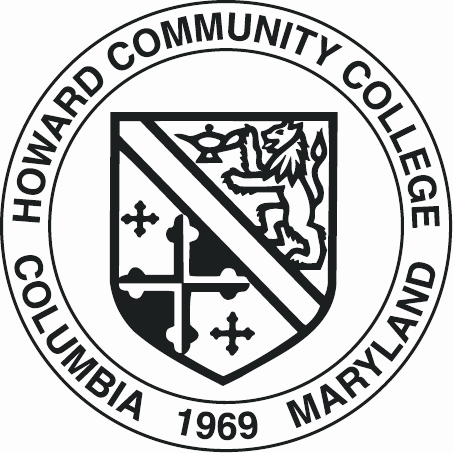 HOWARD COMMUNITY COLLEGE
COLUMBIA 1969 MARYLAND